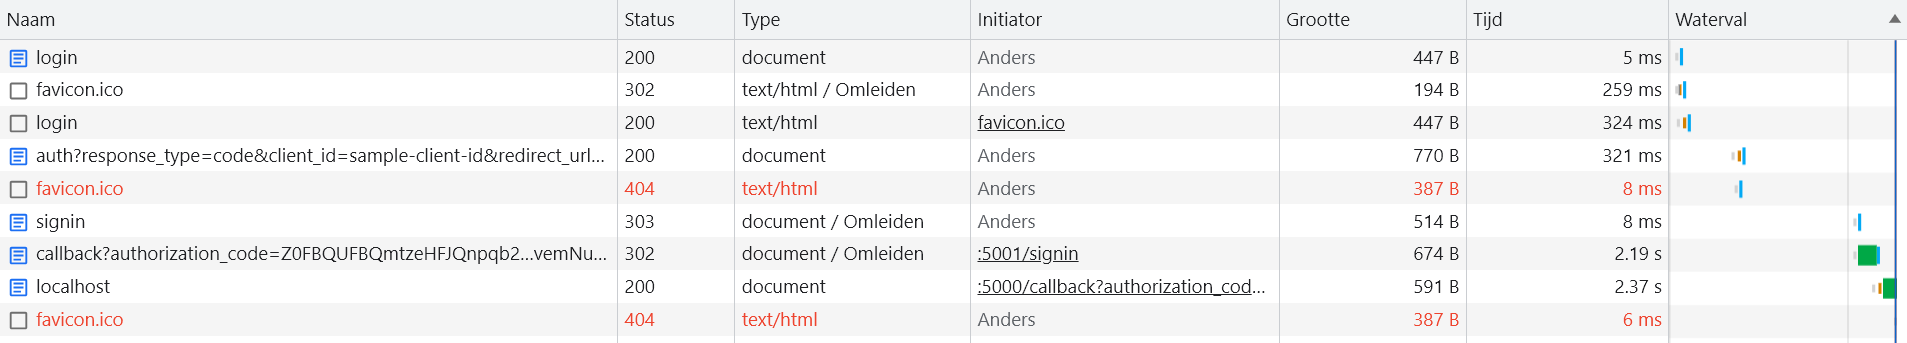 Naam Status Type Initiator Grootte Tijd Waterval
login 200 document Anders 447 B 5 ms
favicon.ico 302 text/html / Omleiden Anders 194 B 259 ms
login 200 text/html favicon.ico 447 B 324 ms
auth?response_type=code&client_id=sample-client-id&redirect_url... 200 document Anders 770 B 321 ms
favicon.ico 404 text/html Anders 387 B 8 ms
signin 303 document / Omleiden Anders 514 B 8 ms
callback?authorization_code=Z0FBQUFBQmtzeHFJQnpqb2...vemNu... 302 document / Omleiden :5001/signin 674 B 2.19 s
localhost 200 document :5000/callback?authorization_cod... 591 B 2.37 s
favicon.ico 404 text/html Anders 387 B 6 ms